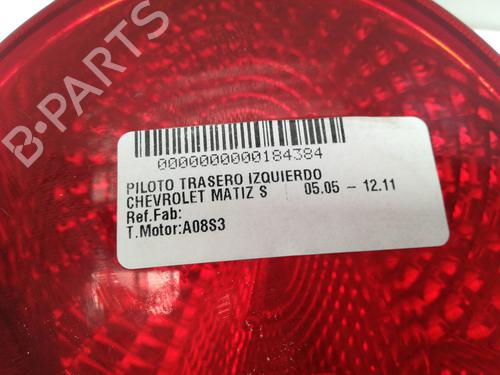 B-PARTS
0000000000184384
PILOTO TRASERO IZQUIERDO
CHEVROLET MATIZ S 05.05 - 12.11
Ref.Fab:
T.Motor:A08S3